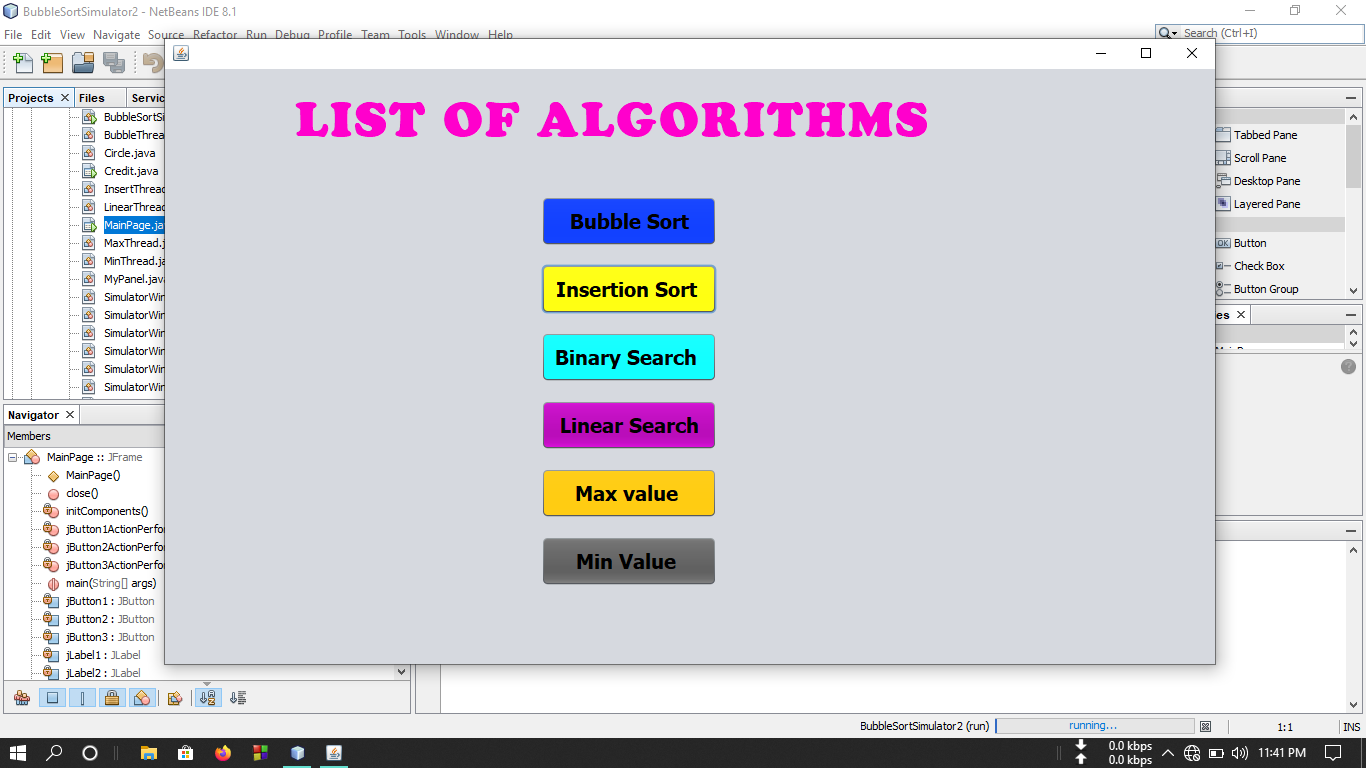 BubbleSortSimulator2 - NetBeans IDE 8.1
File Edit View Navigate Source Refactor Run Debug Profile Team Tools Window Help
Search (Ctrl+I)
Projects Files Servic
BubbleSortSi
BubbleThrea
Circle.java
Credit.java
InsertThread
LinearThread
MainPage.ja
MaxThread.j
MinThread.ja
MyPanel.java
SimulatorWin
SimulatorWin
SimulatorWin
SimulatorWin
SimulatorWin
SimulatorWin
LIST OF ALGORITHMS
Bubble Sort
Insertion Sort
Binary Search
Linear Search
Max value
Min Value
Tabbed Pane
Scroll Pane
Desktop Pane
Layered Pane
OK Button
Check Box
Button Group
es
Navigator
Members
MainPage :: JFrame
MainPage()
close()
initComponents()
jButton1ActionPerfo
jButton2ActionPerfo
jButton3ActionPerfo
main(String[] args)
jButton1 : JButton
jButton2 : JButton
jButton3 : JButton
jLabel1 : JLabel
jLabel2 : JLabel
BubbleSortSimulator2 (run) running... 1:1 INS
0.0 kbps
0.0 kbps
11:41 PM